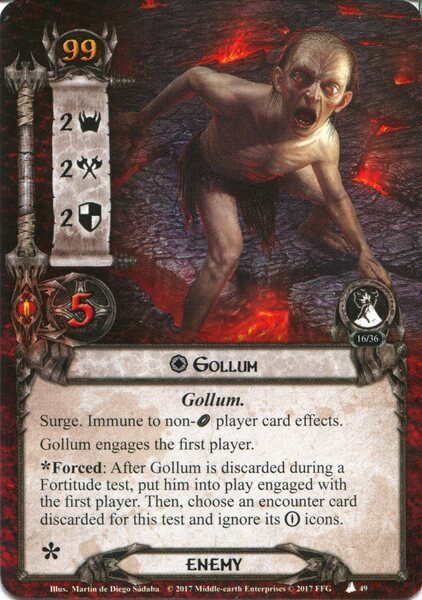 99
2
2
2
5
16/36
Gollum
Gollum.
Surge. Immune to non- player card effects.
Gollum engages the first player.
*Forced: After Gollum is discarded during a
Fortitude test, put him into play engaged with
the first player. Then, choose an encounter card
discarded for this test and ignore its icons.
*
ENEMY
Illus. Martin de Diego Sádaba © 2017 Middle-earth Enterprises © 2017 FFG 49